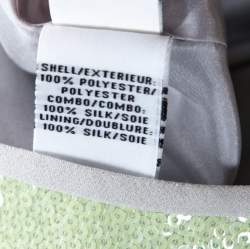 SHELL/EXTERIEUR:
100% POLYESTER/
POLYESTER
COMBO/COMBO:
100% SILK/SOIE
LINING/DOUBLURE:
100% SILK/SOIE